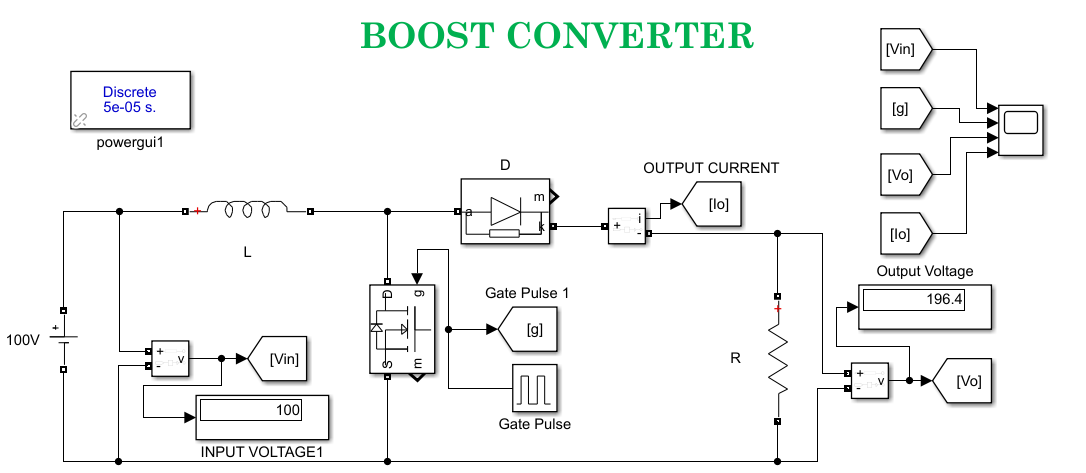 BOOST CONVERTER
Discrete
5e-05 s.
powergui1
[Vin]
[g]
[Vo]
[Io]
D
OUTPUT CURRENT
[Io]
m
a
k
+
i
-
+
L
Output Voltage
196.4
D
g
S
m
Gate Pulse 1
[g]
Gate Pulse
+
100V
+
-
v
[Vin]
100
INPUT VOLTAGE1
+
R
+
-
v
[Vo]